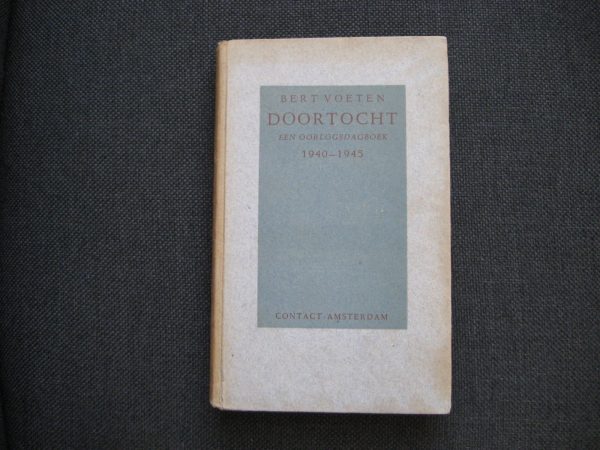 BERT VOETEN
DOORTOCHT
EEN OORLOGSDAGBOEK
1940–1945
CONTACT·AMSTERDAM